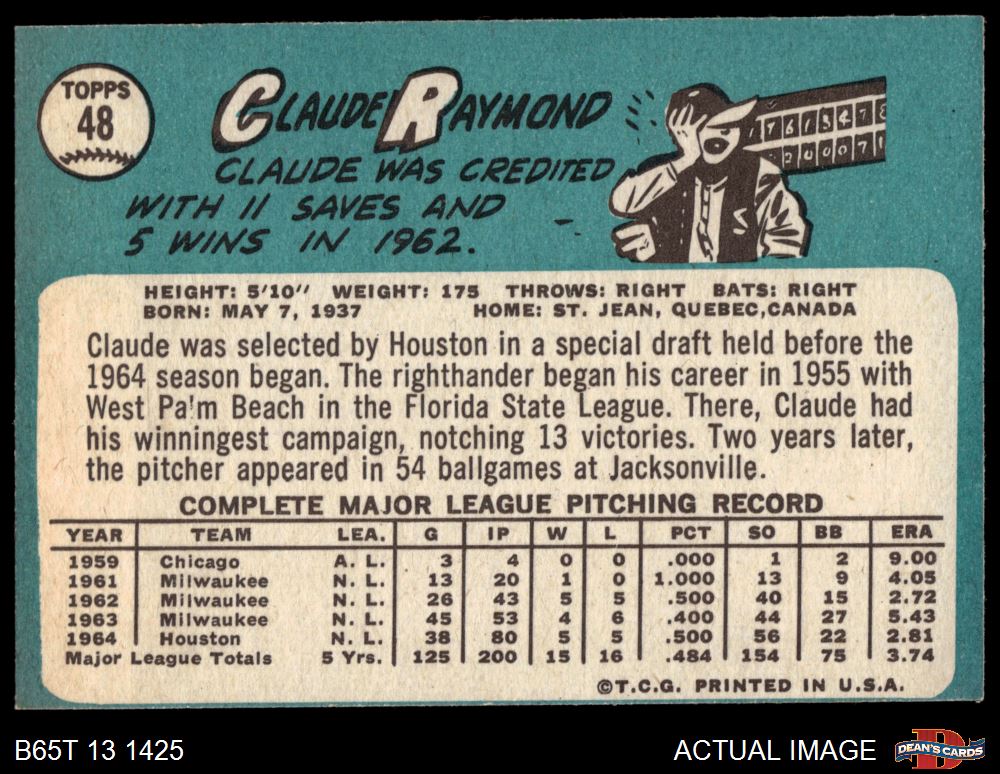 TOPPS
48
CLAUDE RAYMOND
CLAUDE WAS CREDITED
WITH 11 SAVES AND
5 WINS IN 1962.
HEIGHT: 5'10" WEIGHT: 175 THROWS: RIGHT BATS: RIGHT
BORN: MAY 7, 1937 HOME: ST. JEAN, QUEBEC,CANADA
Claude was selected by Houston in a special draft held before the
1964 season began. The righthander began his career in 1955 with
West Pa'm Beach in the Florida State League. There, Claude had
his winningest campaign, notching 13 victories. Two years later,
the pitcher appeared in 54 ballgames at Jacksonville.
COMPLETE MAJOR LEAGUE PITCHING RECORD
YEAR TEAM LEA. G IP W L PCT SO BB ERA
1959 Chicago A. L. 3 4 0 0 .000 1 2 9.00
1961 Milwaukee N. L. 13 20 1 0 1.000 13 9 4.05
1962 Milwaukee N. L. 26 43 5 5 .500 40 15 2.72
1963 Milwaukee N. L. 45 53 4 6 .400 44 27 5.43
1964 Houston N. L. 38 80 5 5 .500 56 22 2.81
Major League Totals 5 Yrs. 125 200 15 16 .484 154 75 3.74
©T.C.G. PRINTED IN U.S.A.
B65T 13 1425
ACTUAL IMAGE
DEAN'S CARDS